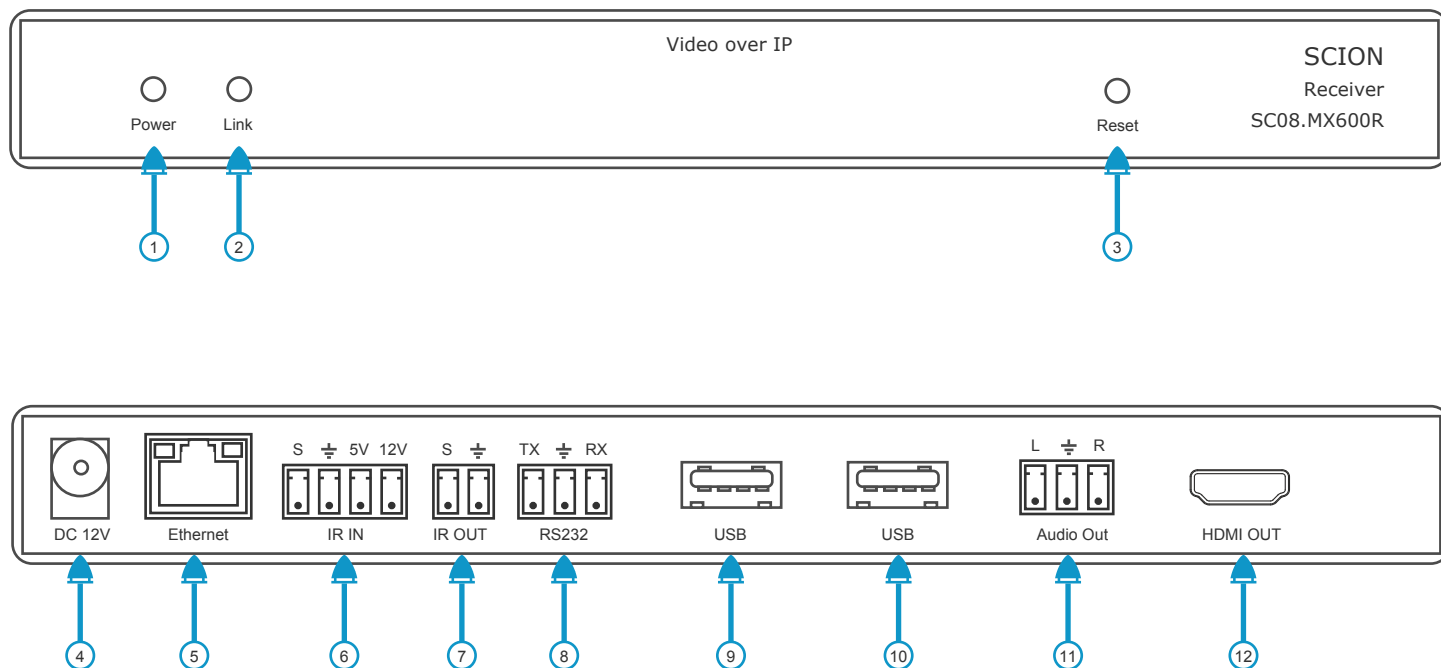 Video over IP
SCION
Receiver
SC08.MX600R
Power
Link
Reset
1
2
3
S ⏚ 5V 12V
S ⏚
TX ⏚ RX
L ⏚ R
DC 12V
Ethernet
IR IN
IR OUT
RS232
USB
USB
Audio Out
HDMI OUT
4
5
6
7
8
9
10
11
12